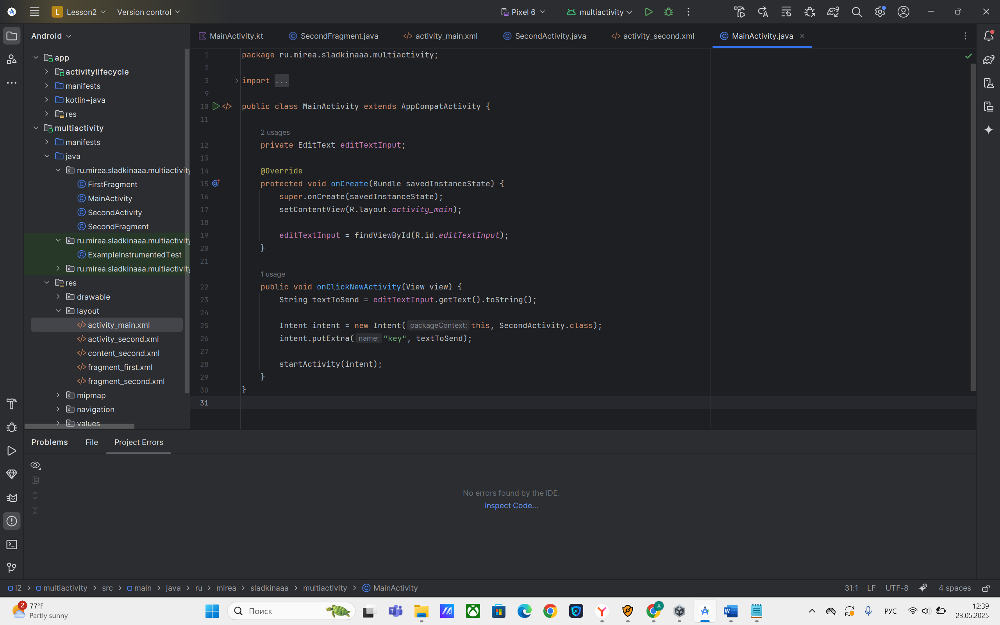 L Lesson2 Version control Pixel 6 multiactivity
Android
MainActivity.kt SecondFragment.java activity_main.xml SecondActivity.java activity_second.xml MainActivity.java
app
activitylifecycle
manifests
kotlin+java
res
multiactivity
manifests
java
ru.mirea.sladkinaaa.multiactivity
FirstFragment
MainActivity
SecondActivity
SecondFragment
ru.mirea.sladkinaaa.multiactivity
ExampleInstrumentedTest
ru.mirea.sladkinaaa.multiactivity
res
drawable
layout
activity_main.xml
activity_second.xml
content_second.xml
fragment_first.xml
fragment_second.xml
mipmap
navigation
values
1 package ru.mirea.sladkinaaa.multiactivity;
2
3 import ...
9
10 public class MainActivity extends AppCompatActivity {
11
2 usages
12 private EditText editTextInput;
13
14 @Override
15 protected void onCreate(Bundle savedInstanceState) {
16 super.onCreate(savedInstanceState);
17 setContentView(R.layout.activity_main);
18
19 editTextInput = findViewById(R.id.editTextInput);
20 }
21
1 usage
22 public void onClickNewActivity(View view) {
23 String textToSend = editTextInput.getText().toString();
24
25 Intent intent = new Intent( packageContext: this, SecondActivity.class);
26 intent.putExtra( name: "key", textToSend);
27
28 startActivity(intent);
29 }
30 }
31
Problems File Project Errors
No errors found by the IDE.
Inspect Code...
l2 > multiactivity > src > main > java > ru > mirea > sladkinaaa > multiactivity > MainActivity 31:1 LF UTF-8 4 spaces
2 77°F
Partly sunny
Поиск
A
РУС
12:39
23.05.2025